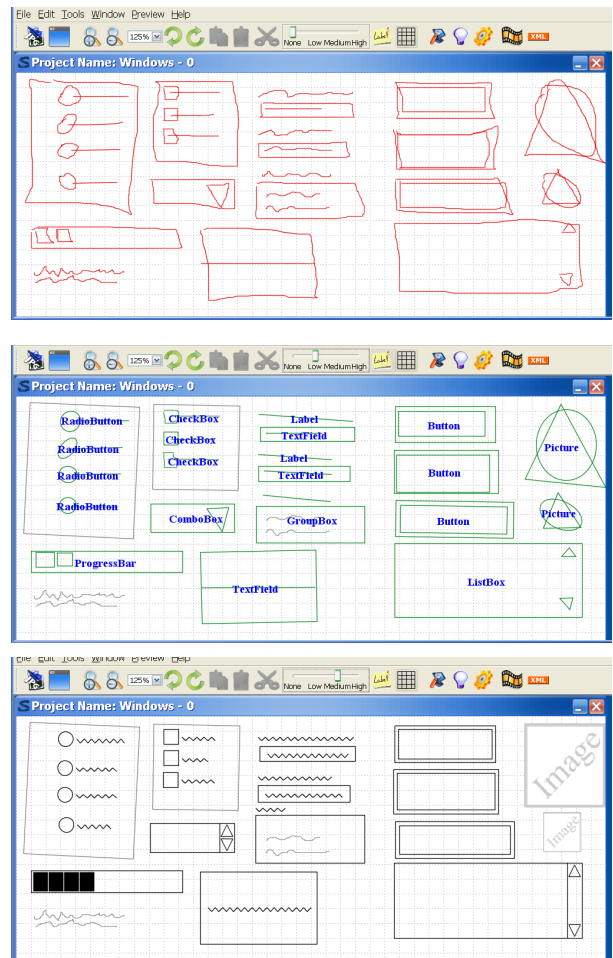 File Edit Tools Window Preview Help
125% None Low Medium High Label XML
Project Name: Windows - 0
125% None Low Medium High Label XML
Project Name: Windows - 0
RadioButton CheckBox Label Button Picture
CheckBox TextField
RadioButton CheckBox Label
RadioButton TextField Button
RadioButton ComboBox GroupBox Button Picture
ProgressBar TextField ListBox
File Edit Tools Window Preview Help
125% None Low Medium High Label XML
Project Name: Windows - 0
Image
Image